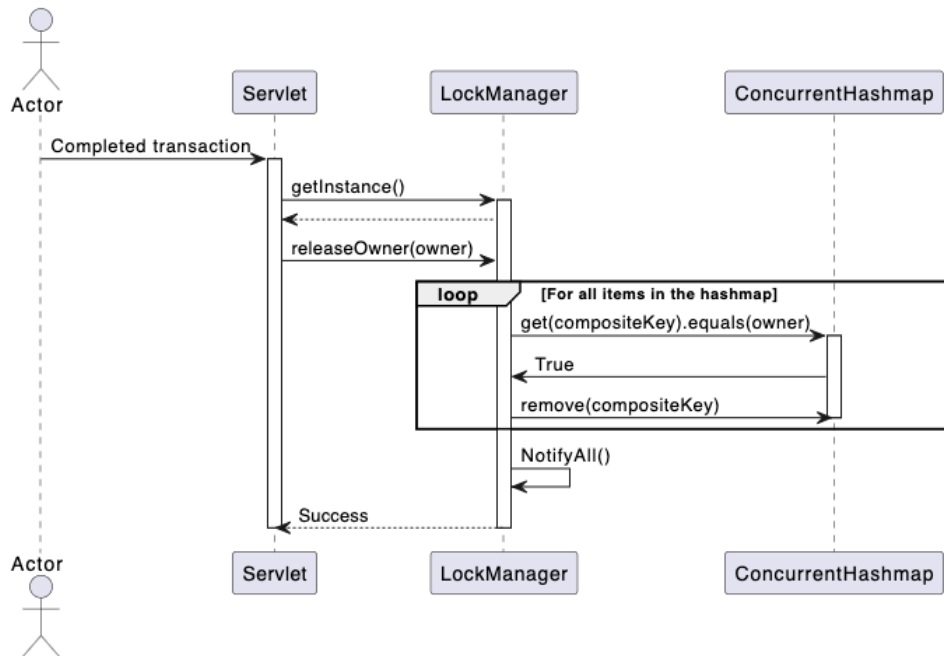 Actor
Servlet
LockManager
ConcurrentHashmap
Completed transaction
getInstance()
releaseOwner(owner)
loop
[For all items in the hashmap]
get(compositeKey).equals(owner)
True
remove(compositeKey)
NotifyAll()
Success
Actor
Servlet
LockManager
ConcurrentHashmap